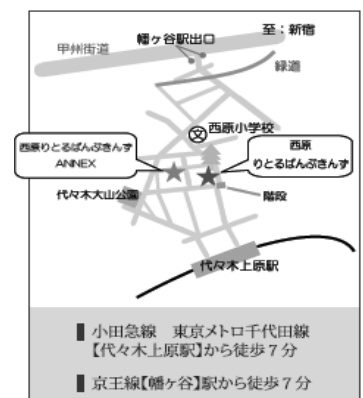 至：新宿
幡ヶ谷駅出口
甲州街道
緑道
西原小学校
西原りとるぱんぷきんず
ANNEX
西原
りとるぱんぷきんず
代々木大山公園
階段
代々木上原駅
小田急線 東京メトロ千代田線
【代々木上原駅】から徒歩７分
京王線【幡ヶ谷】駅から徒歩７分